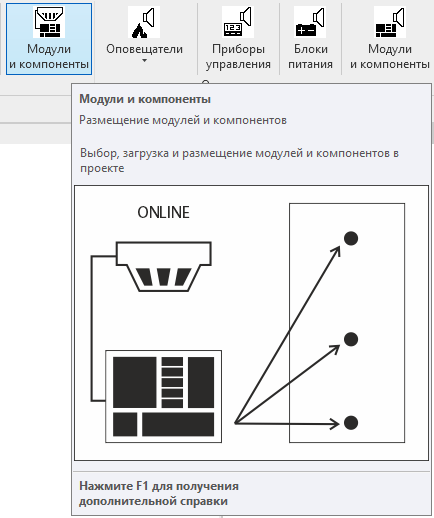 Модули
и компоненты
Оповещатели
Приборы
управления
Блоки
питания
Модули
и компоненты
Модули и компоненты
Размещение модулей и компонентов
Выбор, загрузка и размещение модулей и компонентов в
проекте
ONLINE
Нажмите F1 для получения
дополнительной справки